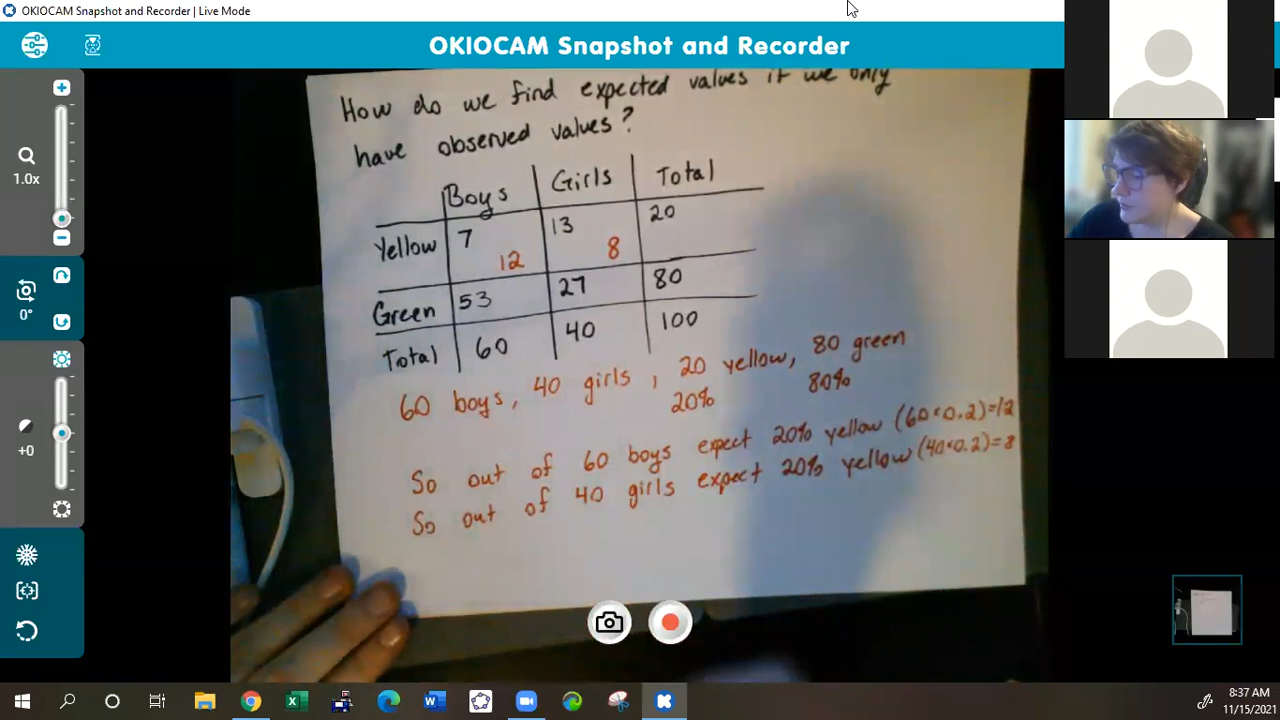 OKIOCAM Snapshot and Recorder | Live Mode
OKIOCAM Snapshot and Recorder
1.0x
0°
+0
How do we find expected values if we only
have observed values?
Boys Girls Total
Yellow 7 12 13 8 20
Green 53 27 80
Total 60 40 100
60 boys, 40 girls, 20 yellow, 80 green
20% 80%
So out of 60 boys expect 20% yellow (60×0.2)=12
So out of 40 girls expect 20% yellow (40×0.2)=8
8:37 AM
11/15/2021